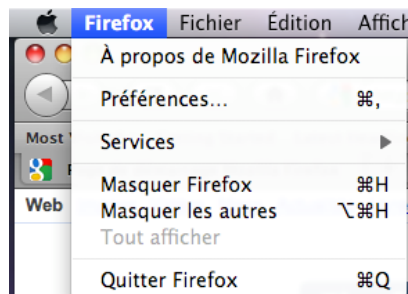 Firefox Fichier Édition
À propos de Mozilla Firefox
Préférences... ⌘,
Most
Services
Masquer Firefox ⌘H
Web
Masquer les autres ⌥⌘H
Tout afficher
Quitter Firefox ⌘Q